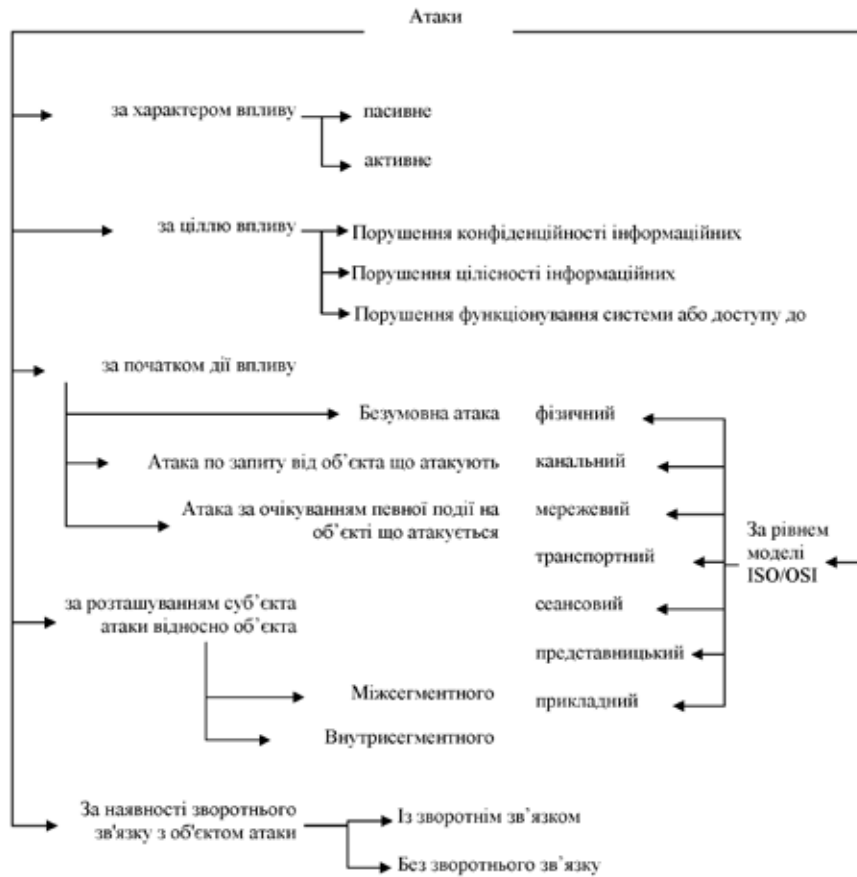 Атаки
за характером впливу
пасивне
активне
за ціллю впливу
Порушення конфіденційності інформаційних
Порушення цілісності інформаційних
Порушення функціонування системи або доступу до
за початком дії впливу
Безумовна атака
Атака по запиту від об’єкта що атакують
Атака за очікуванням певної події на
об’єкті що атакується
фізичний
канальний
мережевий
транспортний
сеансовий
представницький
прикладний
За рівнем
моделі
ISO/OSI
за розташуванням суб’єкта
атаки відносно об’єкта
Міжсегментного
Внутрисегментного
За наявності зворотнього
зв'язку з об'єктом атаки
Із зворотнім зв’язком
Без зворотнього зв’язку